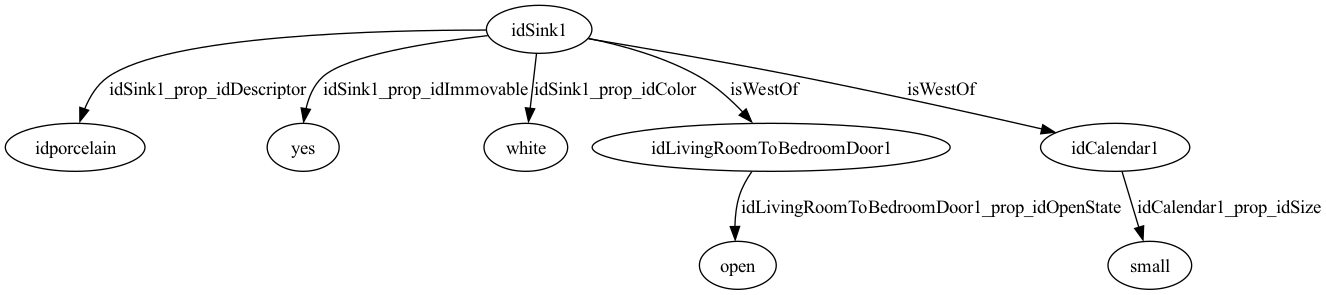 idSink1
idSink1_prop_idDescriptor
idSink1_prop_idImmovable
idSink1_prop_idColor
isWestOf
isWestOf
idporcelain
yes
white
idLivingRoomToBedroomDoor1
idCalendar1
idLivingRoomToBedroomDoor1_prop_idOpenState
idCalendar1_prop_idSize
open
small